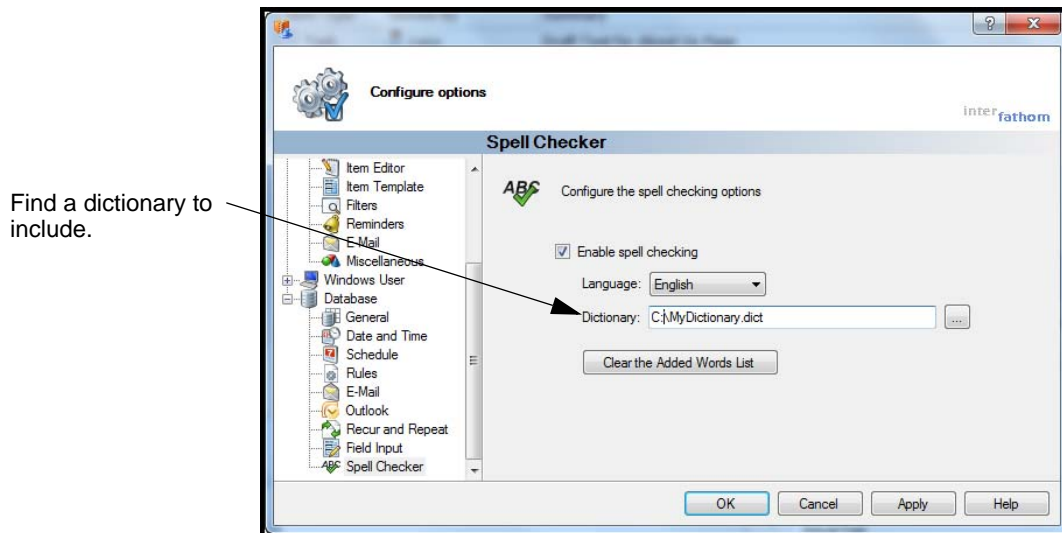 Configure options
inter fathom
Spell Checker
Find a dictionary to
include.
Item Editor
Item Template
Filters
Reminders
E-Mail
Miscellaneous
Windows User
Database
General
Date and Time
Schedule
Rules
E-Mail
Outlook
Recur and Repeat
Field Input
ABC Spell Checker
ABC Configure the spell checking options
Enable spell checking
Language: English
Dictionary: C:\MyDictionary.dict ...
Clear the Added Words List
OK Cancel Apply Help